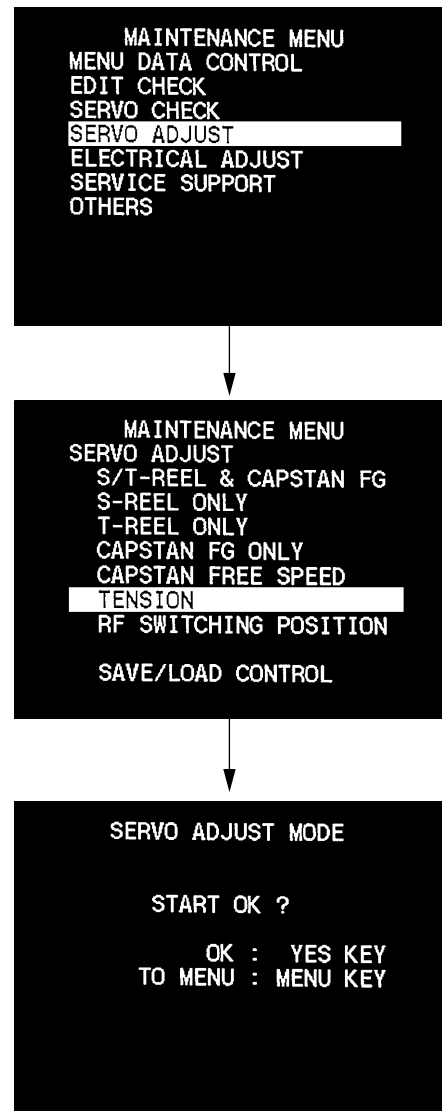 MAINTENANCE MENU
MENU DATA CONTROL
EDIT CHECK
SERVO CHECK
SERVO ADJUST
ELECTRICAL ADJUST
SERVICE SUPPORT
OTHERS
MAINTENANCE MENU
SERVO ADJUST
S/T-REEL & CAPSTAN FG
S-REEL ONLY
T-REEL ONLY
CAPSTAN FG ONLY
CAPSTAN FREE SPEED
TENSION
RF SWITCHING POSITION
SAVE/LOAD CONTROL
SERVO ADJUST MODE
START OK ?
OK : YES KEY
TO MENU : MENU KEY